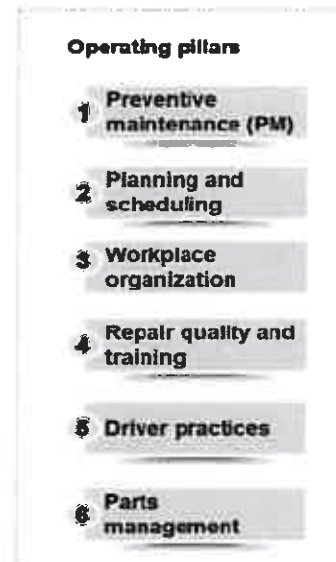 Operating pillars
1 Preventive
maintenance (PM)
2 Planning and
scheduling
3 Workplace
organization
4 Repair quality and
training
5 Driver practices
6 Parts
management